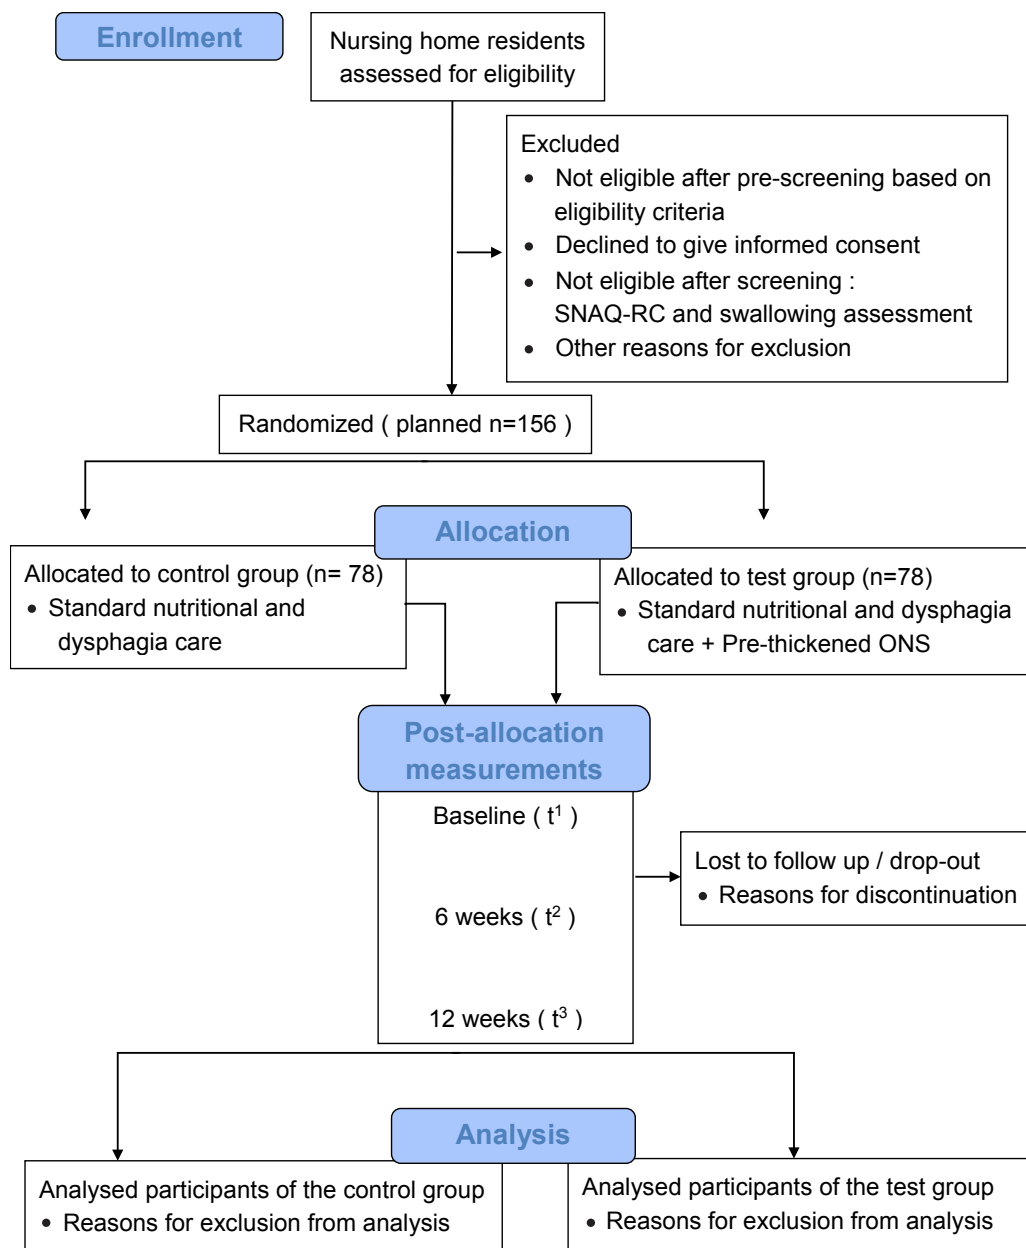 Enrollment
Nursing home residents
assessed for eligibility
Excluded
• Not eligible after pre-screening based on
eligibility criteria
• Declined to give informed consent
• Not eligible after screening :
SNAQ-RC and swallowing assessment
• Other reasons for exclusion
Randomized ( planned n=156 )
Allocation
Allocated to control group (n= 78)
• Standard nutritional and
dysphagia care
Allocated to test group (n=78)
• Standard nutritional and dysphagia
care + Pre-thickened ONS
Post-allocation
measurements
Baseline ( t¹ )
6 weeks ( t² )
12 weeks ( t³ )
Lost to follow up / drop-out
• Reasons for discontinuation
Analysis
Analysed participants of the control group
• Reasons for exclusion from analysis
Analysed participants of the test group
• Reasons for exclusion from analysis